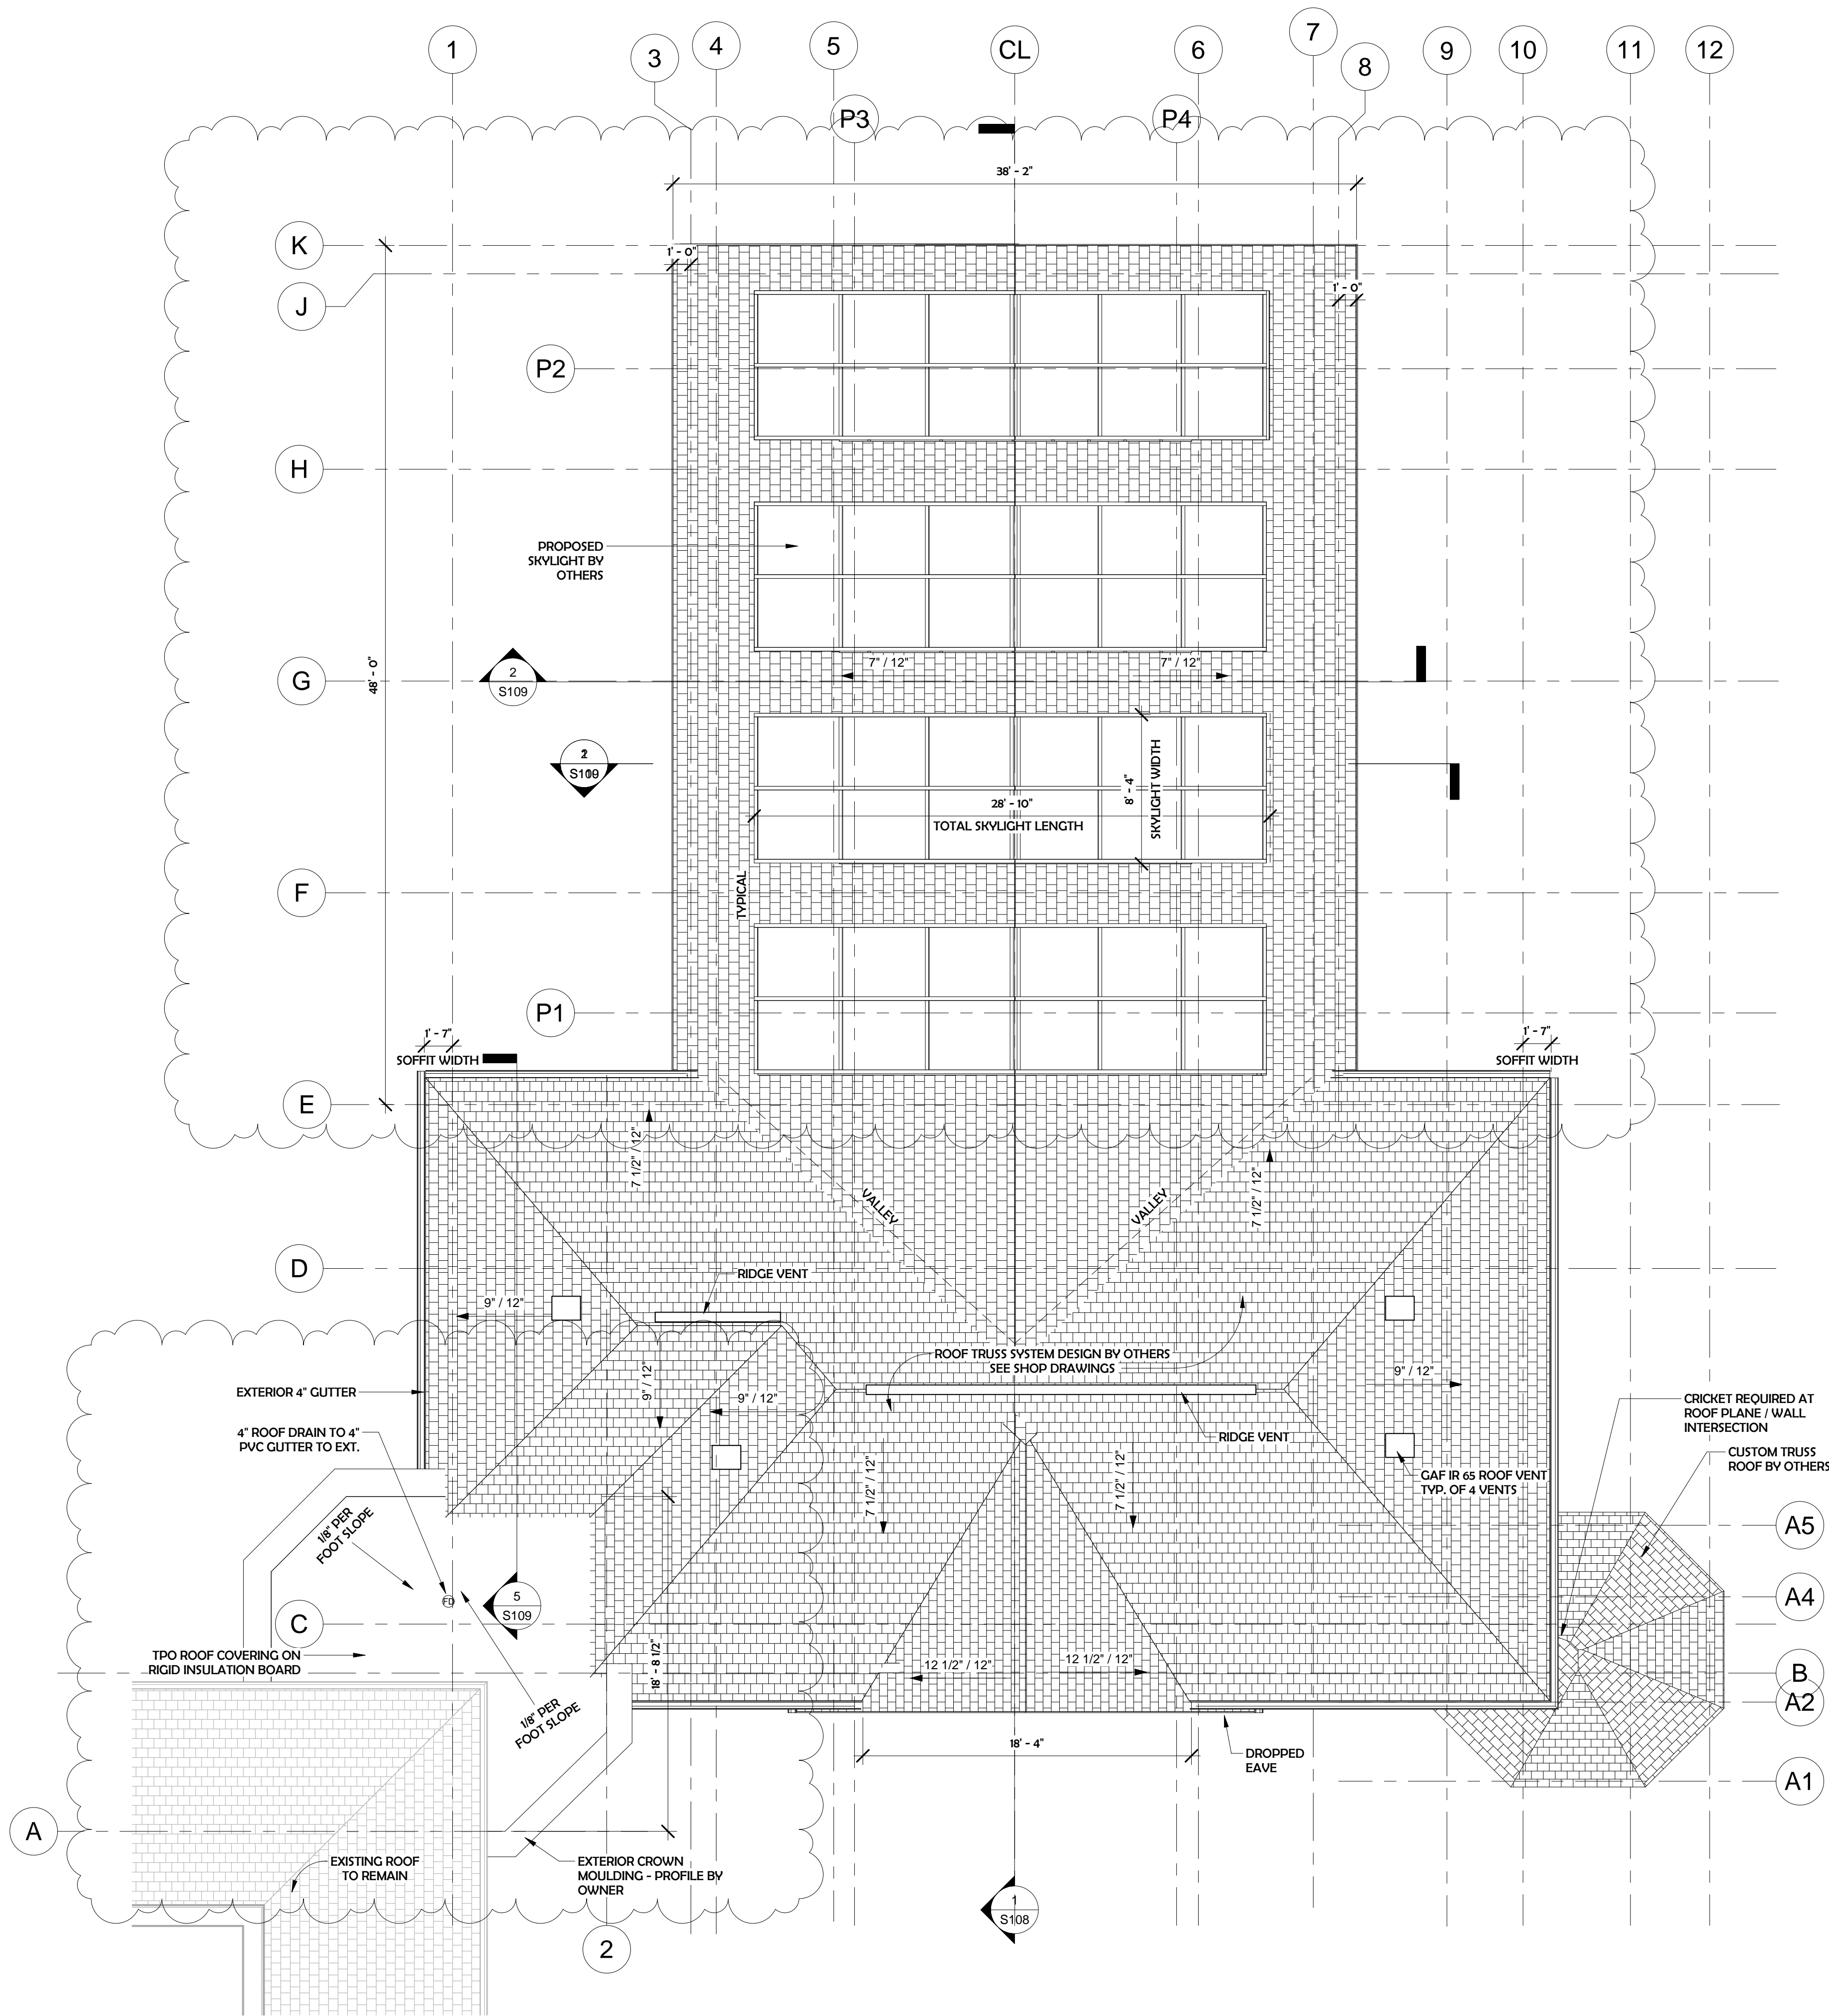 1
3
4
5
CL
6
7
8
9
10
11
12
P3
P4
38' - 2"
K
1' - 0"
J
1' - 0"
P2
H
PROPOSED
SKYLIGHT BY
OTHERS
G
48' - 0"
2
S109
7" / 12"
7" / 12"
8' - 4"
SKYLIGHT WIDTH
28' - 10"
TOTAL SKYLIGHT LENGTH
TYPICAL
F
P1
1' - 7"
SOFFIT WIDTH
1' - 7"
SOFFIT WIDTH
E
7 1/2" / 12"
7 1/2" / 12"
VALLEY
VALLEY
D
RIDGE VENT
9" / 12"
ROOF TRUSS SYSTEM DESIGN BY OTHERS
SEE SHOP DRAWINGS
9" / 12"
9" / 12"
9" / 12"
EXTERIOR 4" GUTTER
CRICKET REQUIRED AT
ROOF PLANE / WALL
INTERSECTION
4" ROOF DRAIN TO 4"
PVC GUTTER TO EXT.
RIDGE VENT
CUSTOM TRUSS
ROOF BY OTHERS
7 1/2" / 12"
7 1/2" / 12"
GAF IR 65 ROOF VENT
TYP. OF 4 VENTS
1/8" PER
FOOT SLOPE
A5
FD
5
S109
A4
C
TPO ROOF COVERING ON
RIGID INSULATION BOARD
18' - 8 1/2"
12 1/2" / 12"
12 1/2" / 12"
B
A2
1/8" PER
FOOT SLOPE
18' - 4"
DROPPED
EAVE
A1
A
EXISTING ROOF
TO REMAIN
EXTERIOR CROWN
MOULDING - PROFILE BY
OWNER
1
S108
2